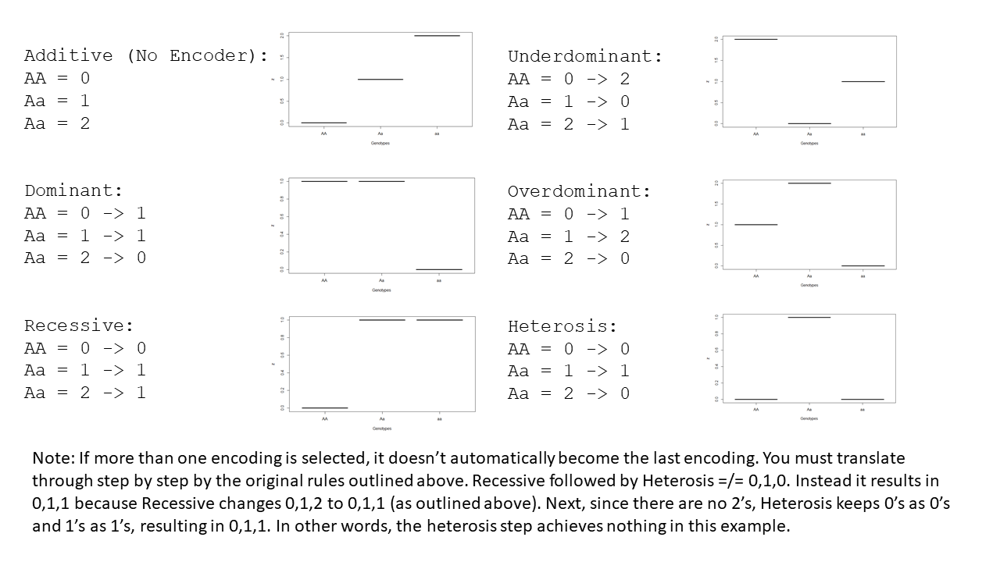 Additive (No Encoder):
AA = 0
Aa = 1
Aa = 2
2.0
1.5
1.0
0.5
0.0
z
AA Aa aa
Genotypes
Underdominant:
AA = 0 -> 2
Aa = 1 -> 0
Aa = 2 -> 1
2.0
1.5
1.0
0.5
0.0
z
AA Aa aa
Genotypes
Dominant:
AA = 0 -> 1
Aa = 1 -> 1
Aa = 2 -> 0
1.0
0.8
0.6
0.4
0.2
0.0
z
AA Aa aa
Genotypes
Overdominant:
AA = 0 -> 1
Aa = 1 -> 2
Aa = 2 -> 0
2.0
1.5
1.0
0.5
0.0
z
AA Aa aa
Genotypes
Recessive:
AA = 0 -> 0
Aa = 1 -> 1
Aa = 2 -> 1
1.0
0.8
0.6
0.4
0.2
0.0
z
AA Aa aa
Genotypes
Heterosis:
AA = 0 -> 0
Aa = 1 -> 1
Aa = 2 -> 0
1.0
0.8
0.6
0.4
0.2
0.0
z
AA Aa aa
Genotypes
Note: If more than one encoding is selected, it doesn’t automatically become the last encoding. You must translate
through step by step by the original rules outlined above. Recessive followed by Heterosis =/= 0,1,0. Instead it results in
0,1,1 because Recessive changes 0,1,2 to 0,1,1 (as outlined above). Next, since there are no 2’s, Heterosis keeps 0’s as 0’s
and 1’s as 1’s, resulting in 0,1,1. In other words, the heterosis step achieves nothing in this example.